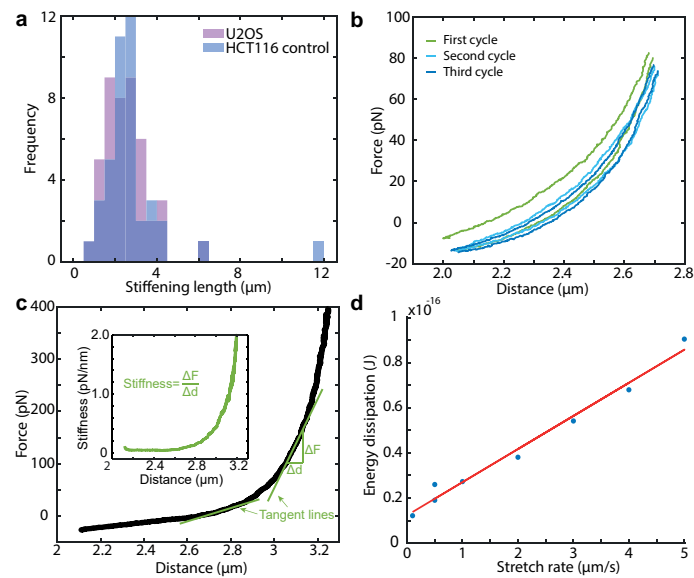 a
U2OS
HCT116 control
12
8
4
0
Frequency
0
4
8
12
Stiffening length (μm)
b
First cycle
Second cycle
Third cycle
100
80
60
40
20
0
-20
Force (pN)
2.0
2.2
2.4
2.6
2.8
Distance (μm)
c
400
300
200
100
0
Force (pN)
2
2.2
2.4
2.6
2.8
3.0
3.2
Distance (μm)
2.0
1.0
0
Stiffness (pN/nm)
2
2.4
2.8
3.2
Distance (μm)
Stiffness=ΔF/Δd
ΔF
Δd
Tangent lines
d
x10⁻¹⁶
1
0.8
0.6
0.4
0.2
0
Energy dissipation (J)
0
1
2
3
4
5
Stretch rate (μm/s)